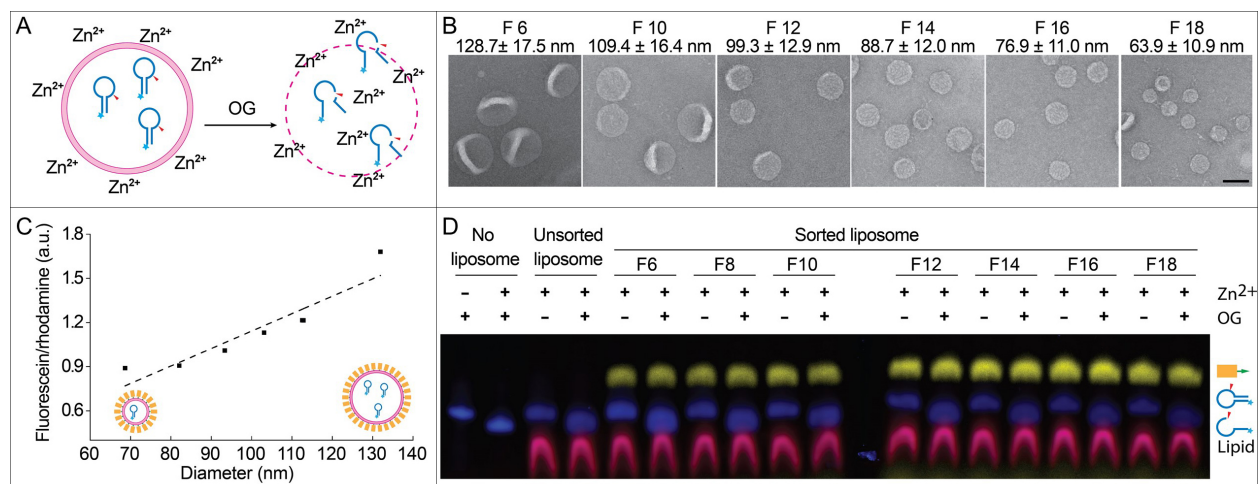 A
Zn2+ Zn2+
Zn2+
Zn2+
Zn2+
Zn2+
Zn2+
OG
Zn2+
Zn2+
Zn2+
Zn2+
Zn2+
Zn2+
B
F 6 F 10 F 12 F 14 F 16 F 18
128.7± 17.5 nm 109.4 ± 16.4 nm 99.3 ± 12.9 nm 88.7 ± 12.0 nm 76.9 ± 11.0 nm 63.9 ± 10.9 nm
C
Fluorescein/rhodamine (a.u.)
1.8
1.5
1.2
0.9
0.6
60 70 80 90 100 110 120 130 140
Diameter (nm)
D
No liposome
Unsorted liposome
Sorted liposome
F6 F8 F10 F12 F14 F16 F18
– + + + + + + + + + + + + + + + + + Zn2+
+ + – + – + – + – + – + – + – + – + OG
Lipid